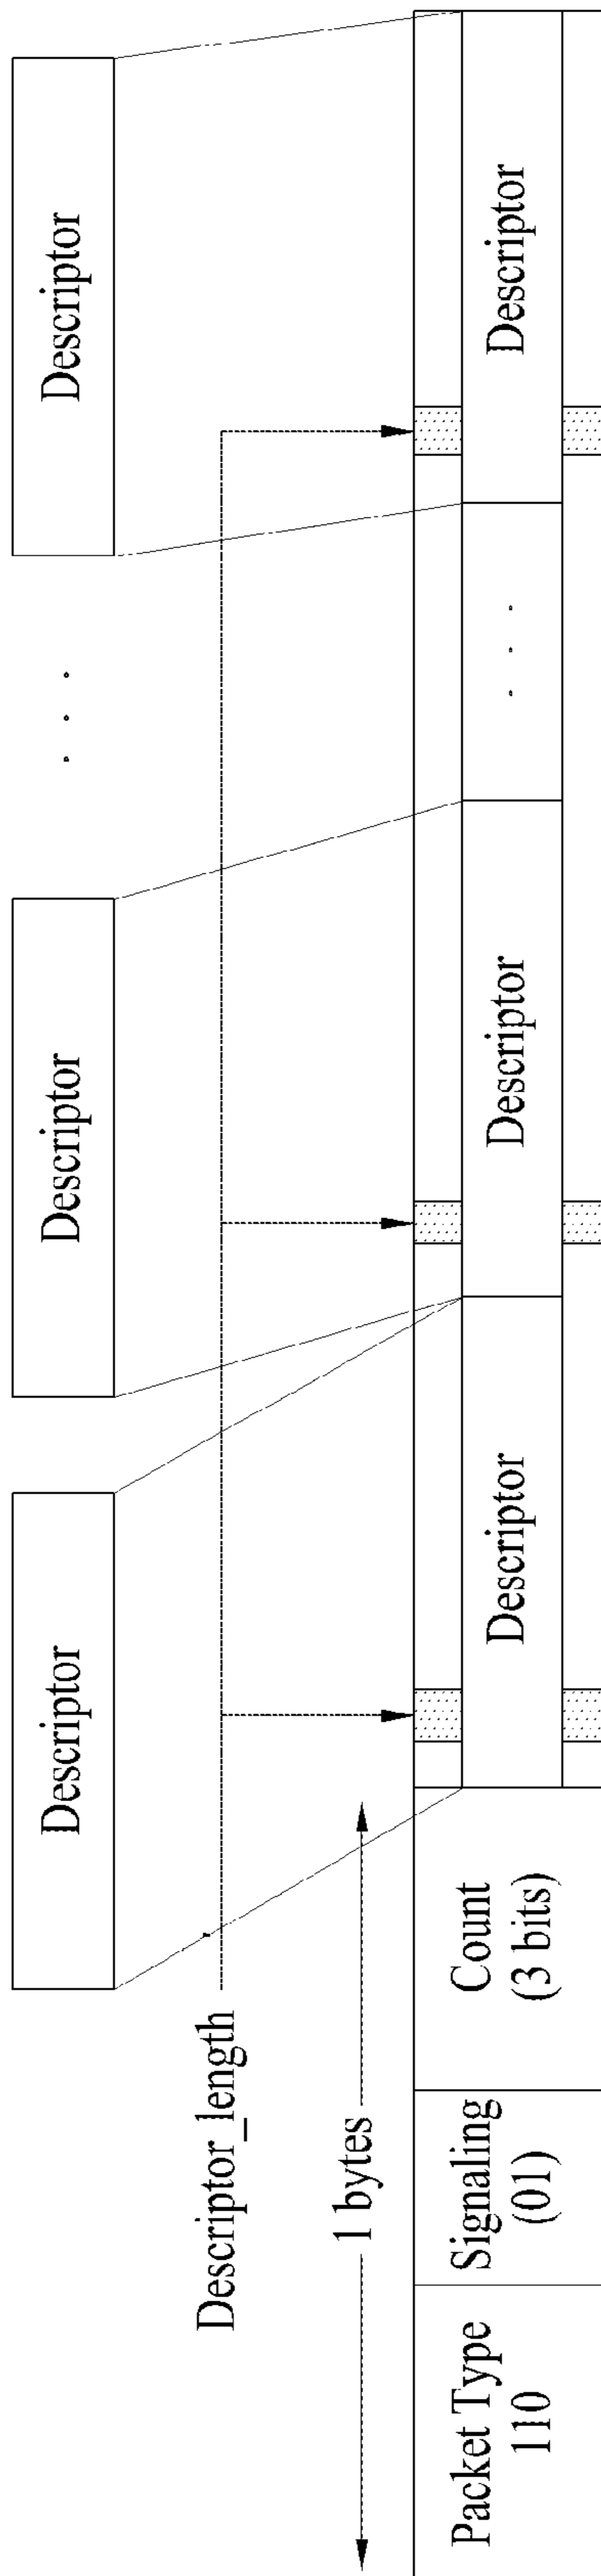 Descriptor
Descriptor
. . .
Descriptor
Descriptor_length
1 bytes
Packet Type
110
Signaling
(01)
Count
(3 bits)
Descriptor
Descriptor
. . .
Descriptor